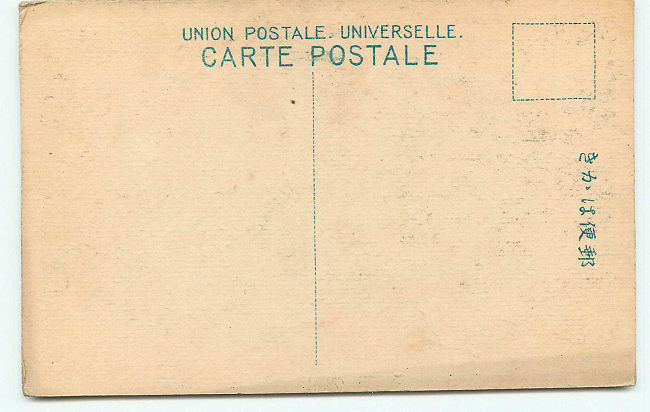 UNION POSTALE. UNIVERSELLE.
CARTE POSTALE
郵便はかき